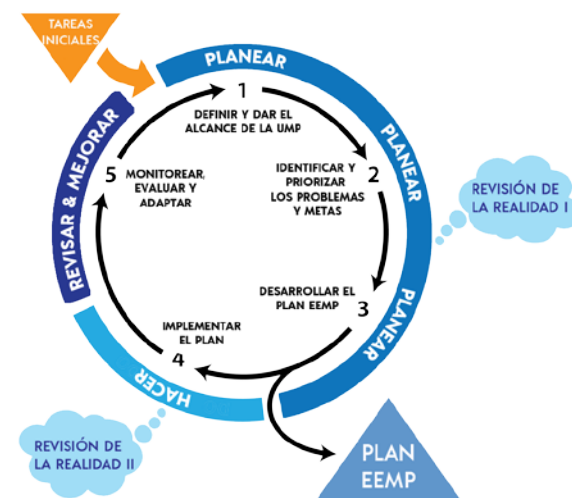 TAREAS
INICIALES
PLANEAR
1
DEFINIR Y DAR EL
ALCANCE DE LA UMP
PLANEAR
2
IDENTIFICAR Y
PRIORIZAR
LOS PROBLEMAS
Y METAS
REVISIÓN DE
LA REALIDAD I
PLANEAR
3
DESARROLLAR EL
PLAN EEMP
HACER
4
IMPLEMENTAR
EL PLAN
REVISIÓN DE
LA REALIDAD II
PLAN
EEMP
REVISAR & MEJORAR
5
MONITOREAR,
EVALUAR Y
ADAPTAR